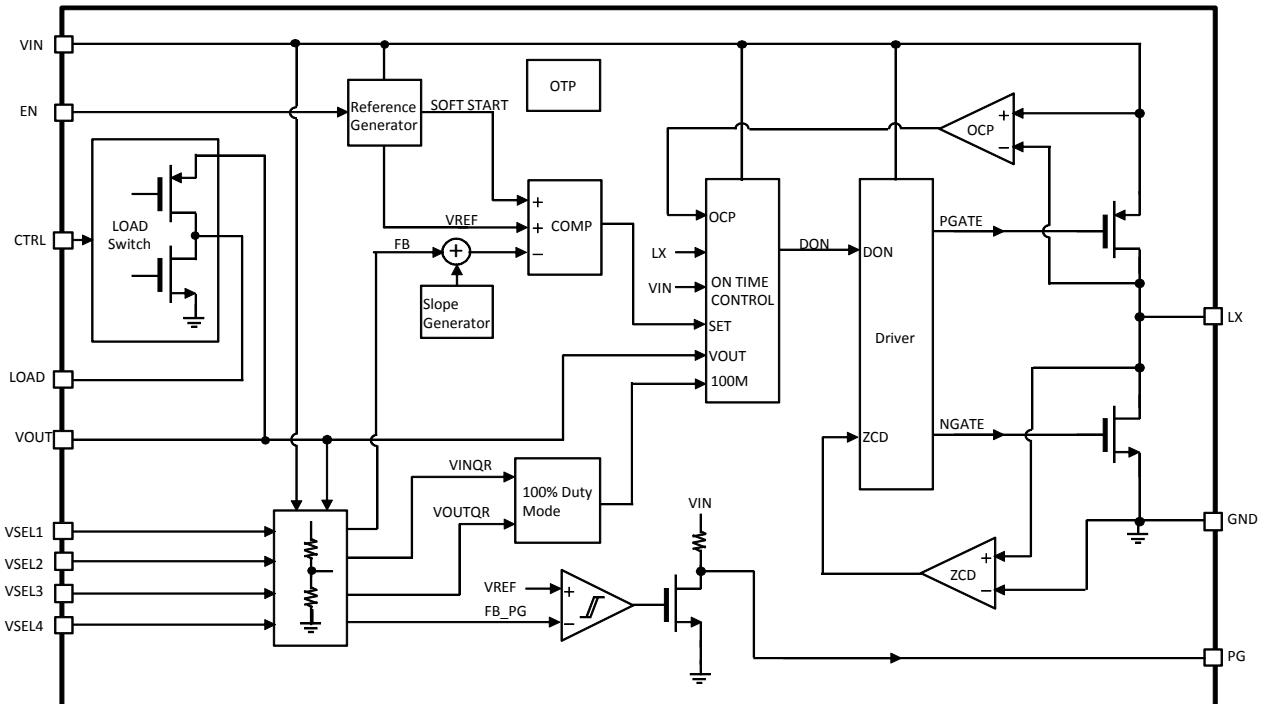 VIN
EN
CTRL
LOAD
VOUT
VSEL1
VSEL2
VSEL3
VSEL4
LOAD
Switch
Reference
Generator
SOFT START
VREF
FB
+
Slope
Generator
+
+
−
COMP
OTP
OCP
LX
VIN
ON TIME
CONTROL
SET
VOUT
100M
DON
DON
Driver
ZCD
PGATE
NGATE
+
−
OCP
LX
GND
+
−
ZCD
VINQR
VOUTQR
100% Duty
Mode
VREF
FB_PG
+
−
VIN
PG